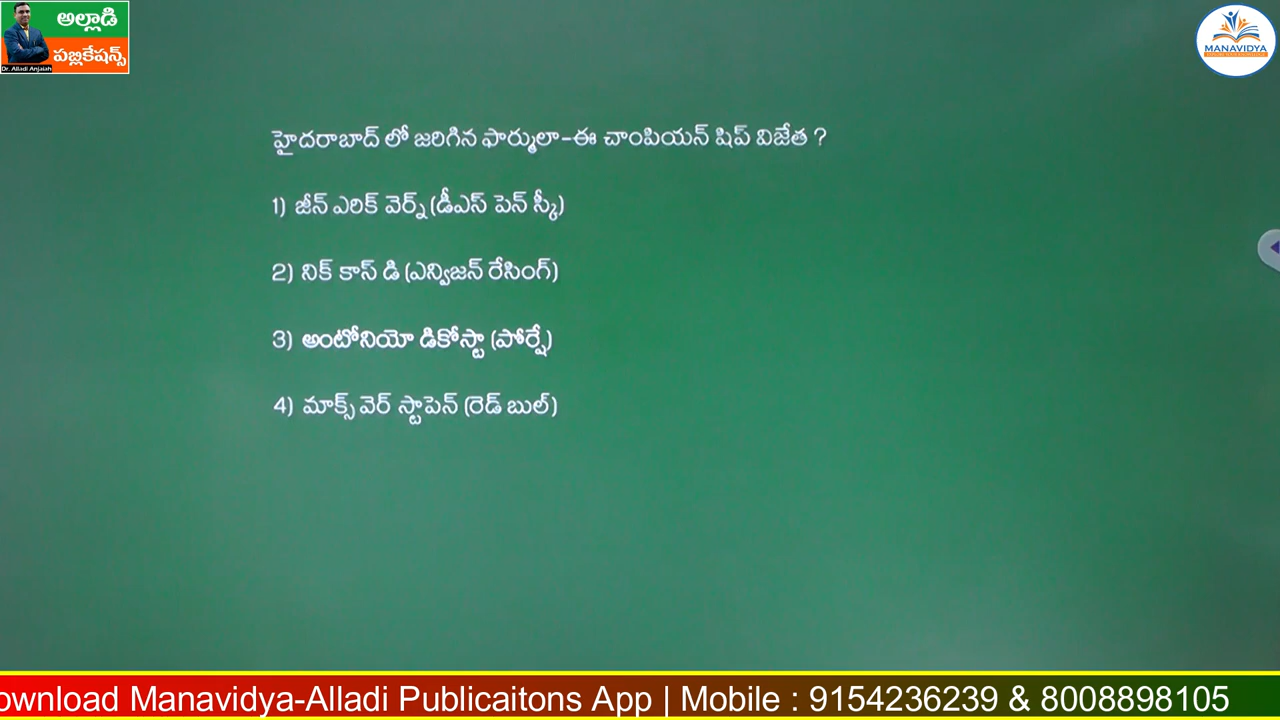 అల్లాడి
పబ్లికేషన్స్
Dr. Alladi Anjaiah
MANAVIDYA
హైదరాబాద్ లో జరిగిన ఫార్ములా-ఈ చాంపియన్ షిప్ విజేత ?
1) జీన్ ఎరిక్ వెర్న్ (డీఎస్ పెన్ స్కీ)
2) నిక్ కాస్ డి (ఎన్విజన్ రేసింగ్)
3) అంటోనియో డికోస్టా (పోర్షే)
4) మాక్స్ వెర్ స్టాపెన్ (రెడ్ బుల్)
ownload Manavidya-Alladi Publicaitons App | Mobile : 9154236239 & 8008898105